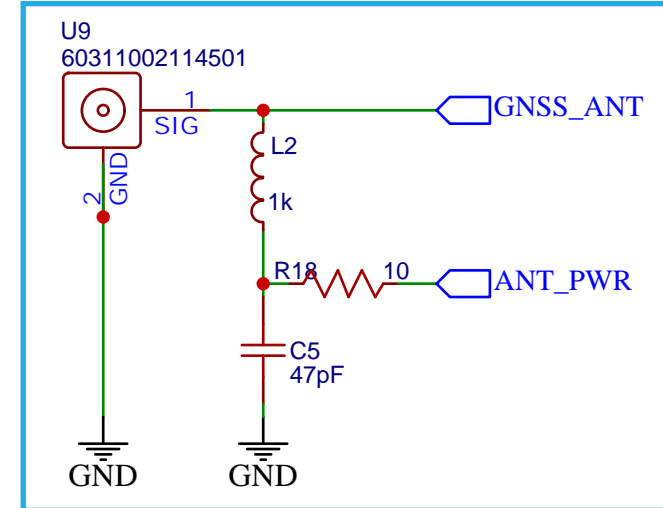 U9
60311002114501
1
SIG
GNSS_ANT
2
GND
L2
1k
R18
10
ANT_PWR
C5
47pF
GND
GND